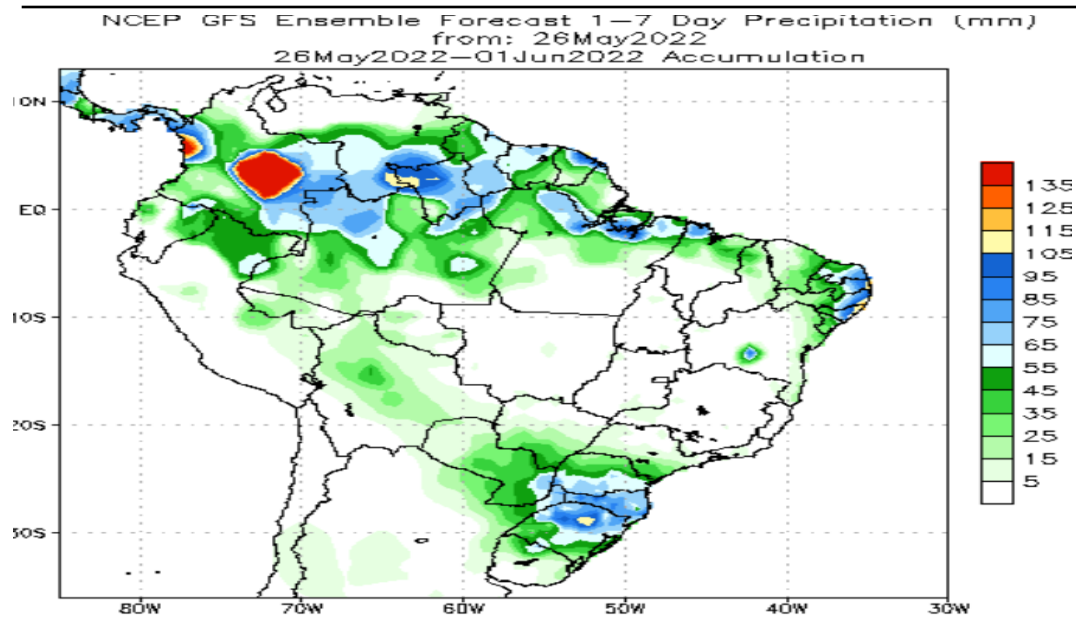 NCEP GFS Ensemble Forecast 1–7 Day Precipitation (mm)
from: 26May2022
26May2022–01Jun2022 Accumulation
10N
EQ
10S
20S
30S
80W 70W 60W 50W 40W 30W
135
125
115
105
95
85
75
65
55
45
35
25
15
5